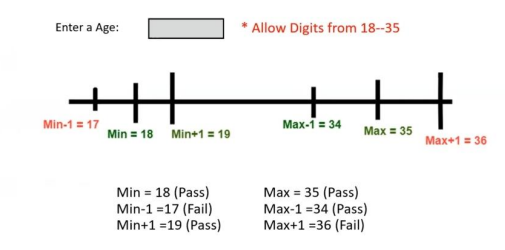 Enter a Age:
* Allow Digits from 18--35
Min-1 = 17
Min = 18
Min+1 = 19
Max-1 = 34
Max = 35
Max+1 = 36
Min = 18 (Pass)
Min-1 =17 (Fail)
Min+1 =19 (Pass)
Max = 35 (Pass)
Max-1 =34 (Pass)
Max+1 =36 (Fail)